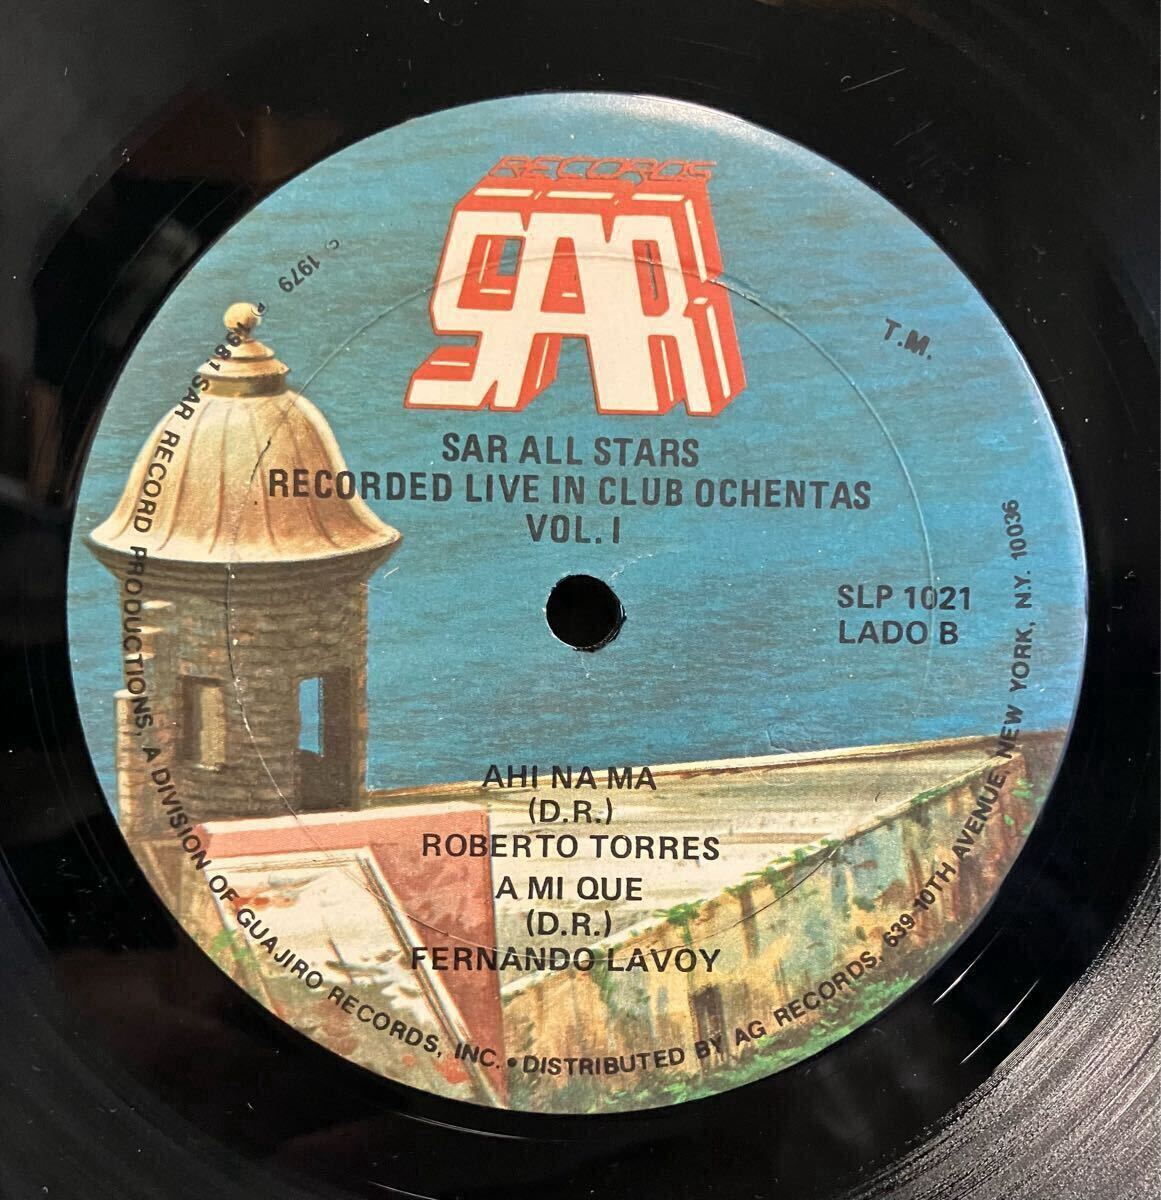 RECORDS
SAR
T.M.
SAR ALL STARS
RECORDED LIVE IN CLUB OCHENTAS
VOL. I
SLP 1021
LADO B
AHI NA MA
(D.R.)
ROBERTO TORRES
A MI QUE
(D.R.)
FERNANDO LAVOY
C 1979
P 1981 SAR RECORD PRODUCTIONS, A DIVISION OF GUAJIRO RECORDS, INC. • DISTRIBUTED BY AG RECORDS, 639 10TH AVENUE, NEW YORK, N.Y. 10036